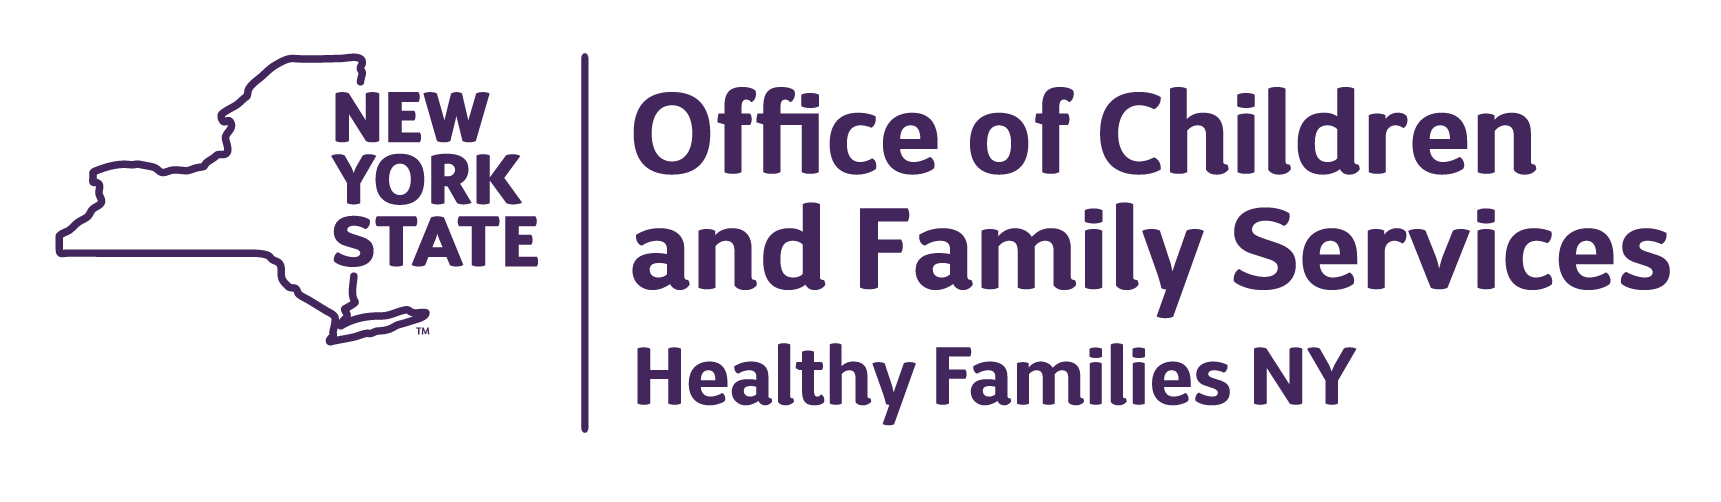 NEW
YORK
STATE
TM
Office of Children
and Family Services
Healthy Families NY